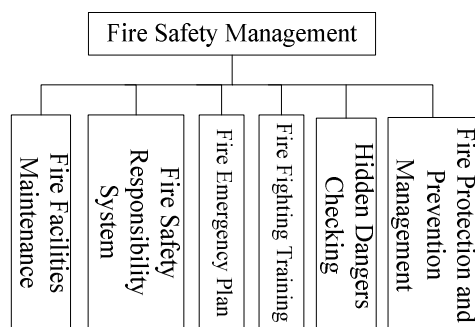 Fire Safety Management
Fire Facilities
Maintenance
Fire Safety
Responsibility
System
Fire Emergency Plan
Fire Fighting Training
Hidden Dangers
Checking
Fire Protection and
Prevention
Management